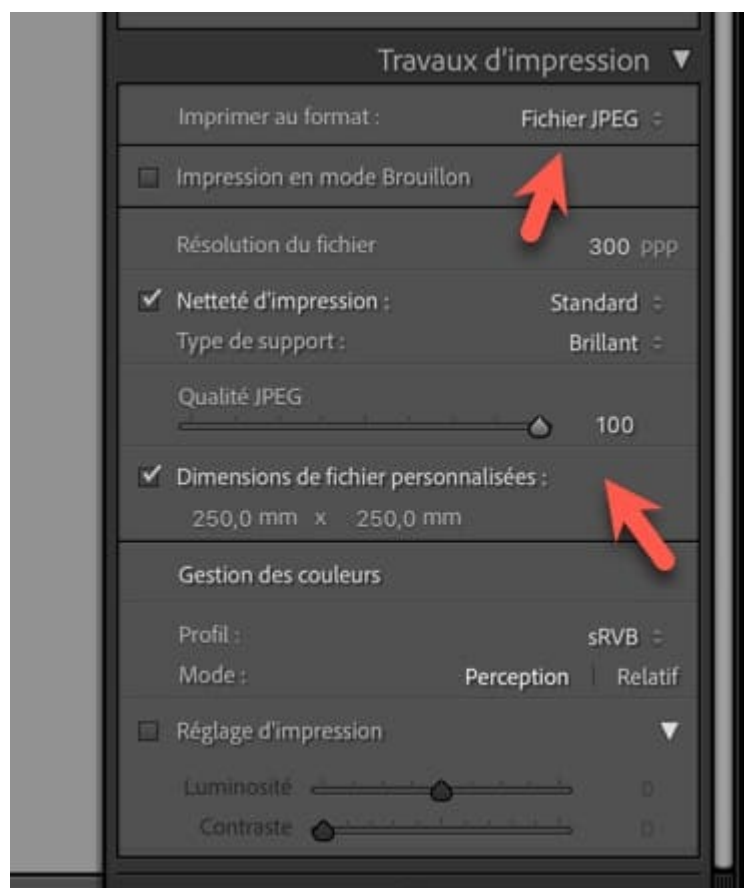 Travaux d'impression ▼
Imprimer au format : Fichier JPEG
Impression en mode Brouillon
Résolution du fichier 300 ppp
Netteté d'impression : Standard
Type de support : Brillant
Qualité JPEG
100
Dimensions de fichier personnalisées :
250,0 mm x 250,0 mm
Gestion des couleurs
Profil : sRVB
Mode : Perception Relatif
Réglage d'impression ▼
Luminosité 0
Contraste 0